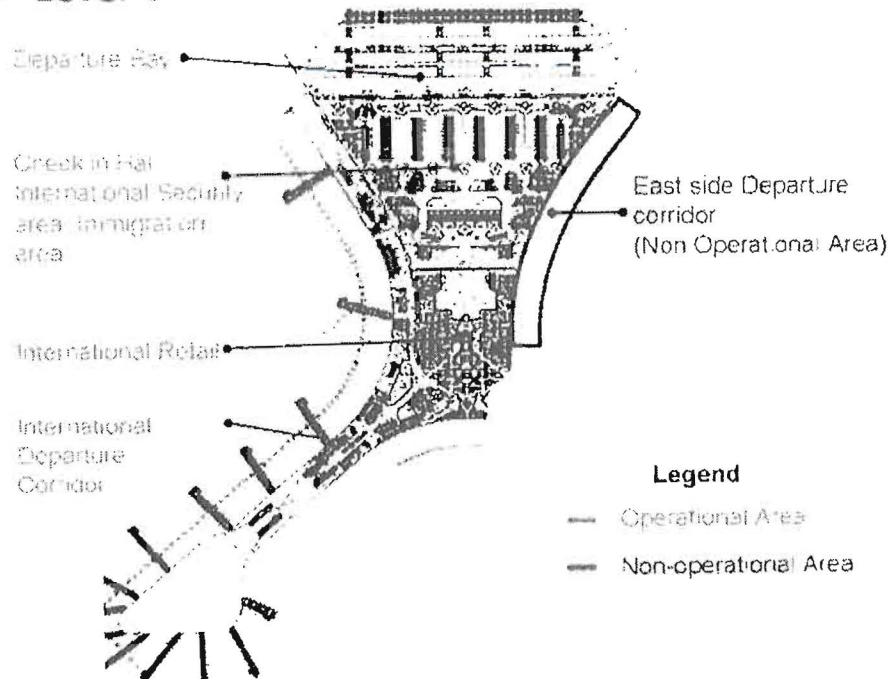 Departure Bay
Check in Hall
International Security
area Immigration
area
International Retail
International
Departure
Corridor
East side Departure
corridor
(Non Operational Area)
Legend
Operational Area
Non-operational Area